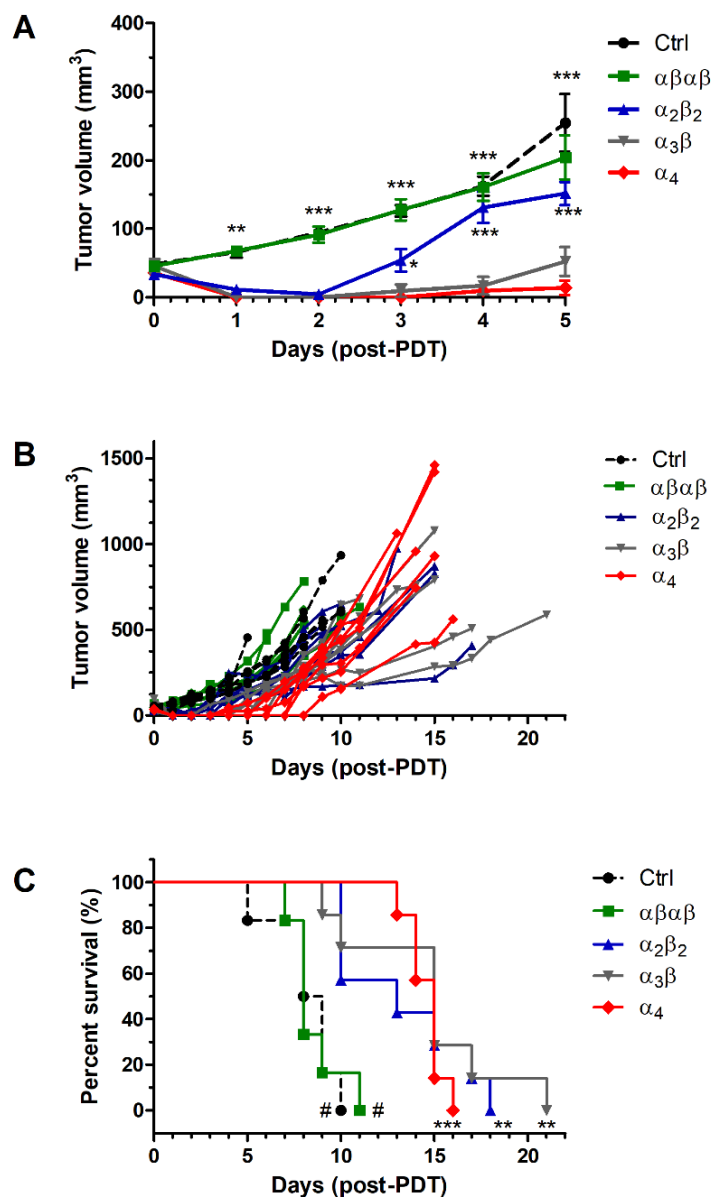 A
Tumor volume (mm³)
400
300
200
100
0
0 1 2 3 4 5
Days (post-PDT)
** *** *** *** ***
* *** ***
Ctrl
αβαβ
α₂β₂
α₃β
α₄
B
Tumor volume (mm³)
1500
1000
500
0
0 5 10 15 20
Days (post-PDT)
Ctrl
αβαβ
α₂β₂
α₃β
α₄
C
Percent survival (%)
100
80
60
40
20
0
# # *** ** **
0 5 10 15 20
Days (post-PDT)
Ctrl
αβαβ
α₂β₂
α₃β
α₄